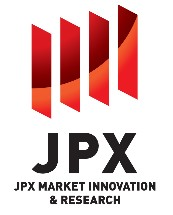 JPX
JPX MARKET INNOVATION
& RESEARCH